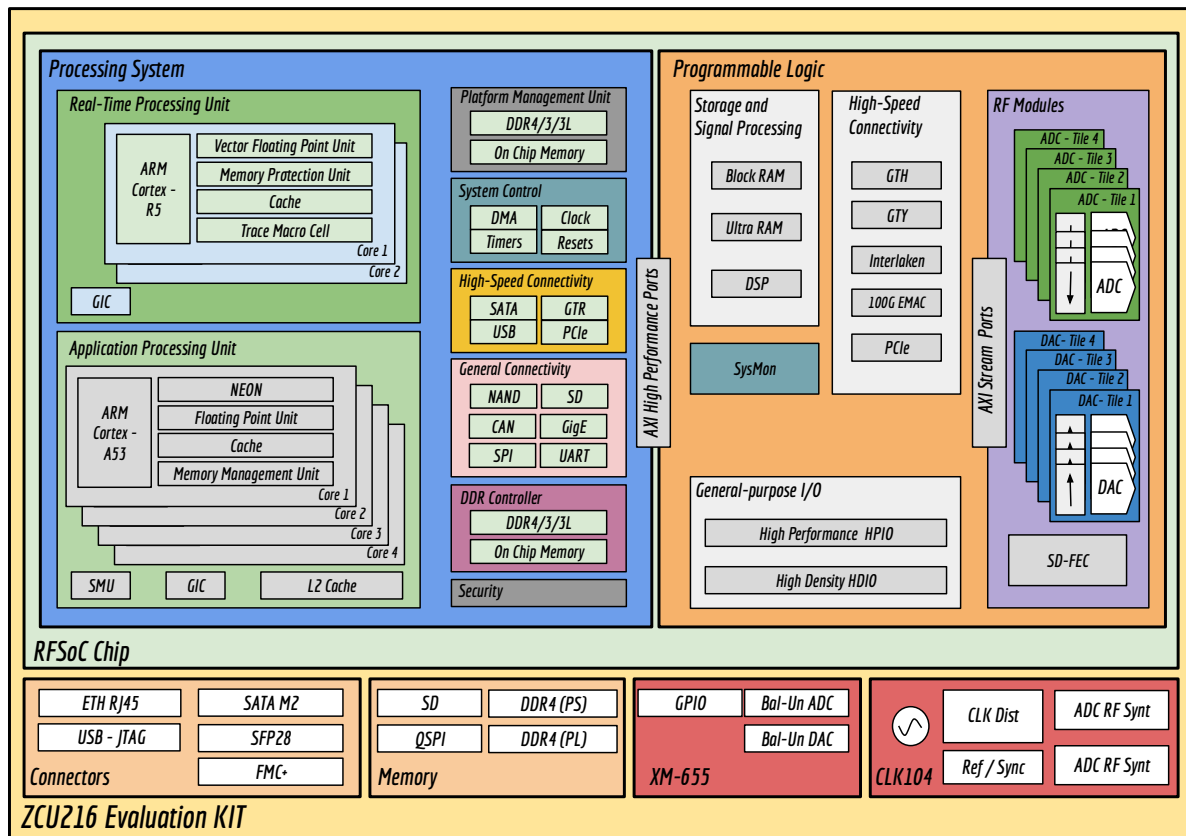 Processing System
Real-Time Processing Unit
ARM
Cortex -
R5
Vector Floating Point Unit
Memory Protection Unit
Cache
Trace Macro Cell
Core 1
Core 2
GIC
Application Processing Unit
ARM
Cortex -
A53
NEON
Floating Point Unit
Cache
Memory Management Unit
Core 1
Core 2
Core 3
Core 4
SMU
GIC
L2 Cache
Platform Management Unit
DDR4/3/3L
On Chip Memory
System Control
DMA
Clock
Timers
Resets
High-Speed Connectivity
SATA
GTR
USB
PCIe
General Connectivity
NAND
SD
CAN
GigE
SPI
UART
DDR Controller
DDR4/3/3L
On Chip Memory
Security
AXI High Performance Ports
Programmable Logic
Storage and
Signal Processing
Block RAM
Ultra RAM
DSP
SysMon
High-Speed
Connectivity
GTH
GTY
Interlaken
100G EMAC
PCIe
General-purpose I/O
High Performance HPIO
High Density HDIO
AXI Stream Ports
RF Modules
ADC - Tile 4
ADC - Tile 3
ADC - Tile 2
ADC - Tile 1
ADC
DAC- Tile 4
DAC- Tile 3
DAC- Tile 2
DAC- Tile 1
DAC
SD-FEC
RFSoC Chip
ETH RJ45
SATA M2
USB - JTAG
SFP28
FMC+
Connectors
SD
DDR4 (PS)
QSPI
DDR4 (PL)
Memory
GPIO
Bal-Un ADC
Bal-Un DAC
XM-655
CLK Dist
ADC RF Synt
Ref / Sync
ADC RF Synt
CLK104
ZCU216 Evaluation KIT